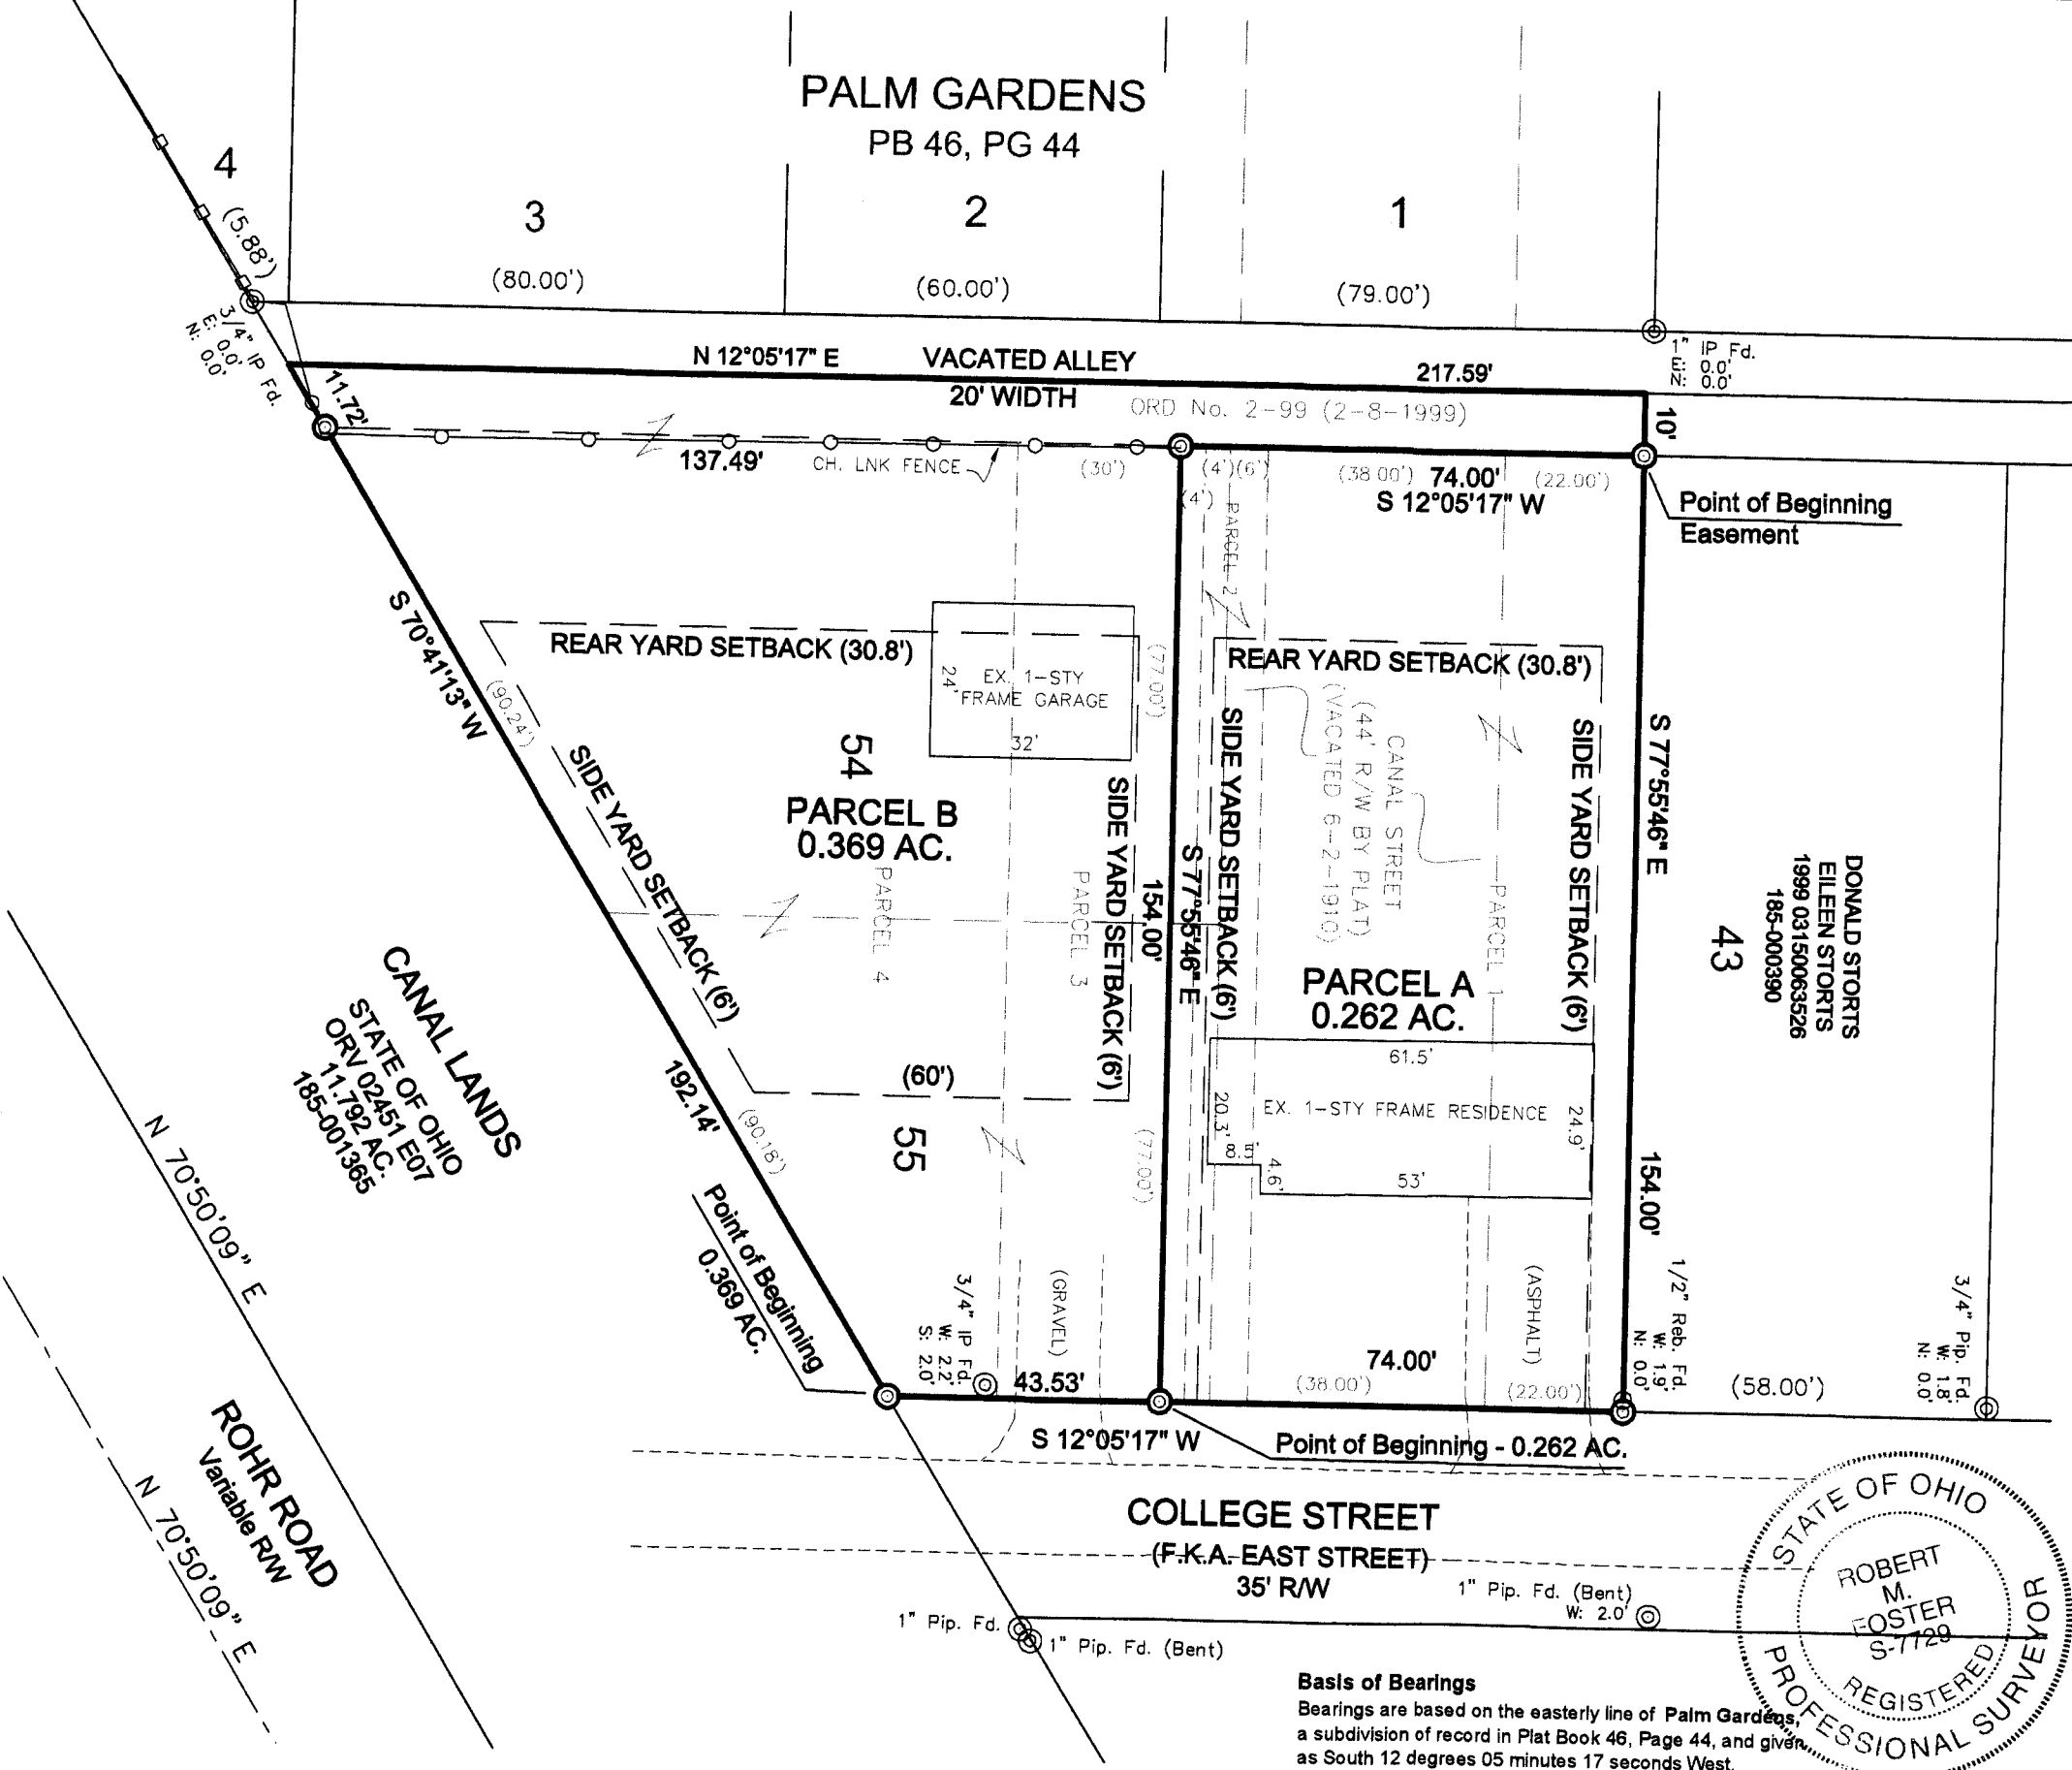 PALM GARDENS
PB 46, PG 44
4
3
2
1
(5.88')
(80.00')
(60.00')
(79.00')
3/4" IP Fd.
E: 0.0'
N: 0.0'
1" IP Fd.
E: 0.0'
N: 0.0'
N 12°05'17" E
VACATED ALLEY
217.59'
20' WIDTH
ORD No. 2-99 (2-8-1999)
11.72'
10'
137.49'
CH. LNK FENCE
(30')
(4')
(6')
(4')
(38.00')
74.00'
(22.00')
S 12°05'17" W
Point of Beginning
Easement
PARCEL 2
S 70°41'13" W
(90.24')
REAR YARD SETBACK (30.8')
24'
EX. 1-STY
FRAME GARAGE
32'
(77.00')
REAR YARD SETBACK (30.8')
SIDE YARD SETBACK (6')
54
PARCEL B
0.369 AC.
PARCEL 4
PARCEL 3
SIDE YARD SETBACK (6')
154.00'
S 77°55'46" E
SIDE YARD SETBACK (6')
CANAL STREET
(44' R/W BY PLAT)
(VACATED 6-2-1910)
PARCEL 1
SIDE YARD SETBACK (6')
S 77°55'46" E
154.00'
PARCEL A
0.262 AC.
43
DONALD STORTS
EILEEN STORTS
1999 03150063526
185-000390
CANAL LANDS
STATE OF OHIO
ORV 02451 E07
11.792 AC.
185-001365
192.14'
(90.18')
(60')
55
(77.00')
61.5'
EX. 1-STY FRAME RESIDENCE
20.3'
8.5'
4.6'
53'
24.9'
N 70°50'09" E
Point of Beginning
0.369 AC.
3/4" IP Fd.
W: 2.2'
S: 2.0'
(GRAVEL)
(ASPHALT)
1/2" Reb. Fd.
W: 1.9'
N: 0.0'
3/4" Pip. Fd.
W: 1.8'
N: 0.0'
43.53'
74.00'
(38.00')
(22.00')
(58.00')
S 12°05'17" W
Point of Beginning - 0.262 AC.
ROHR ROAD
Variable R/W
N 70°50'09" E
COLLEGE STREET
(F.K.A. EAST STREET)
35' R/W
1" Pip. Fd.
1" Pip. Fd. (Bent)
1" Pip. Fd. (Bent)
W: 2.0'
STATE OF OHIO
ROBERT
M.
FOSTER
S-7729
REGISTERED
PROFESSIONAL SURVEYOR
Basis of Bearings
Bearings are based on the easterly line of Palm Gardens,
a subdivision of record in Plat Book 46, Page 44, and given
as South 12 degrees 05 minutes 17 seconds West.